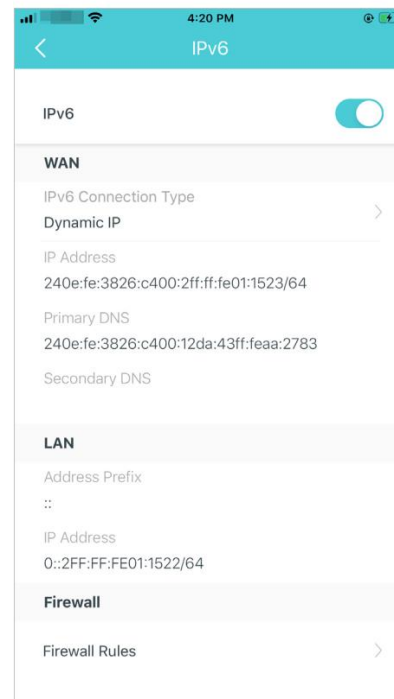 4:20 PM
IPv6
IPv6
WAN
IPv6 Connection Type
Dynamic IP
IP Address
240e:fe:3826:c400:2ff:ff:fe01:1523/64
Primary DNS
240e:fe:3826:c400:12da:43ff:feaa:2783
Secondary DNS
LAN
Address Prefix
::
IP Address
0::2FF:FF:FE01:1522/64
Firewall
Firewall Rules